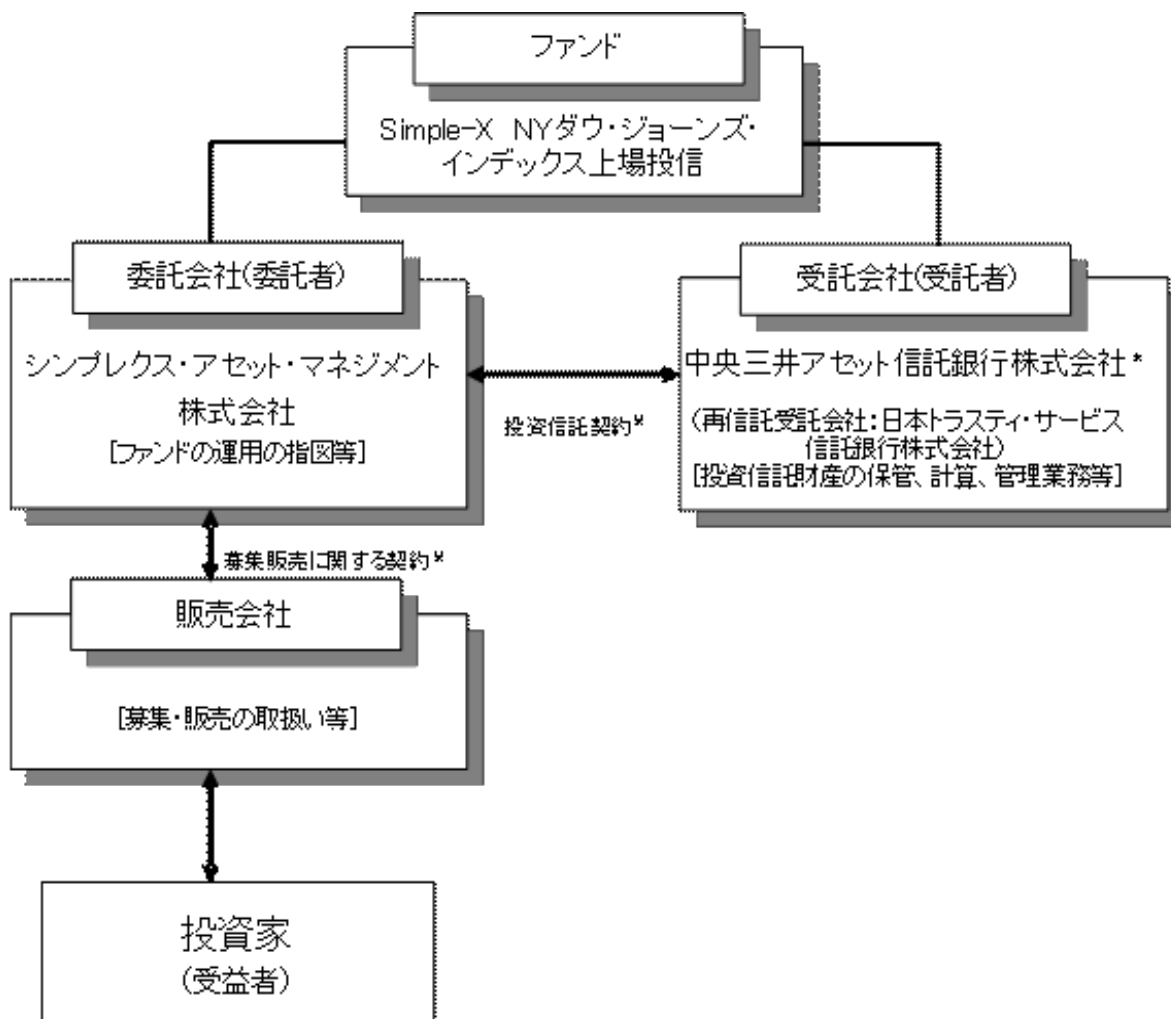 ファンド
Simple-X NYダウ・ジョーンズ・
インデックス上場投信
委託会社(委託者)
シンプレクス・アセット・マネジメント
株式会社
[ファンドの運用の指図等]
投資信託契約*
受託会社(受託者)
中央三井アセット信託銀行株式会社*
(再信託受託会社:日本トラスティ・サービス
信託銀行株式会社)
[投資信託財産の保管、計算、管理業務等]
募集販売に関する契約*
販売会社
[募集・販売の取扱い等]
投資家
(受益者)